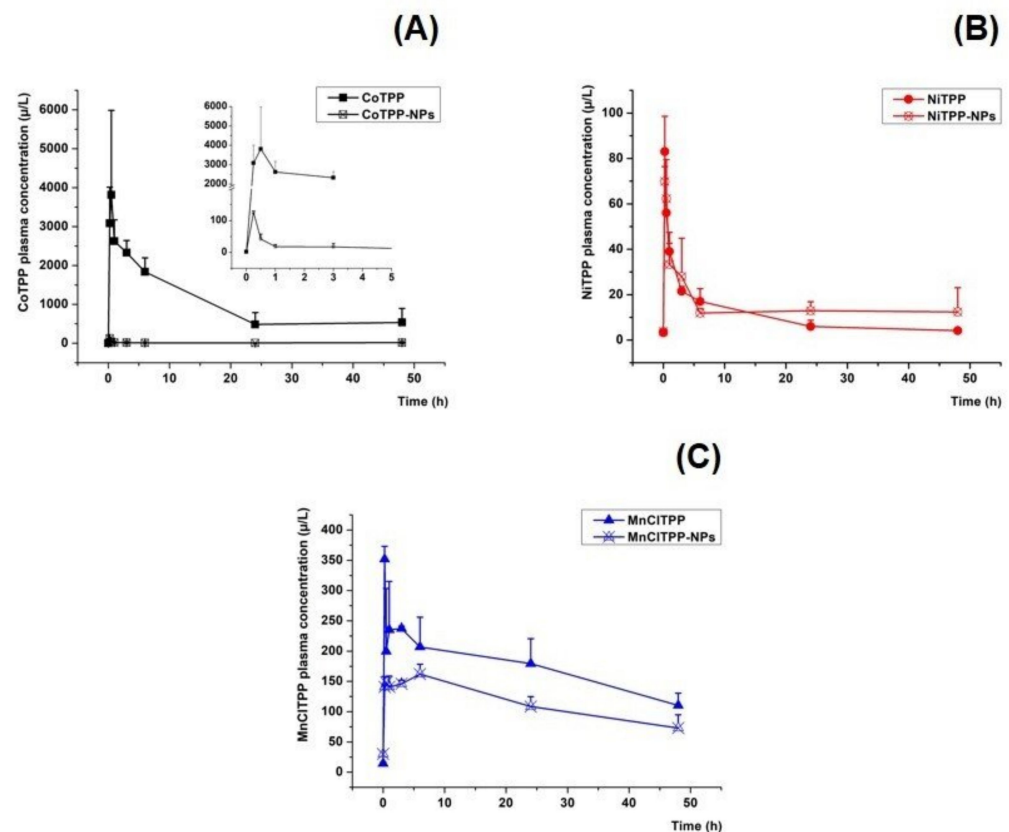 (A)
CoTPP
CoTPP-NPs
CoTPP plasma concentration (µ/L)
6000
5000
4000
3000
2000
1000
0
6000
5000
4000
3000
2000
100
0
0 1 2 3 4 5
0 10 20 30 40 50
Time (h)
(B)
NiTPP
NiTPP-NPs
NiTPP plasma concentration (µ/L)
100
80
60
40
20
0
0 10 20 30 40 50
Time (h)
(C)
MnClTPP
MnClTPP-NPs
MnClTPP plasma concentration (µ/L)
400
350
300
250
200
150
100
50
0
0 10 20 30 40 50
Time (h)